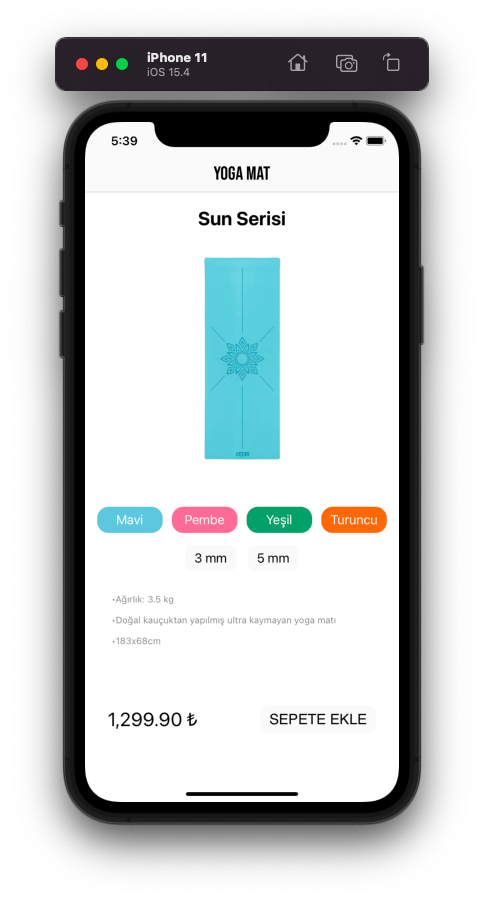 iPhone 11
iOS 15.4
5:39
YOGA MAT
Sun Serisi
Mavi
Pembe
Yeşil
Turuncu
3 mm
5 mm
•Ağırlık: 3.5 kg
•Doğal kauçuktan yapılmış ultra kaymayan yoga matı
•183x68cm
1,299.90 ₺
SEPETE EKLE